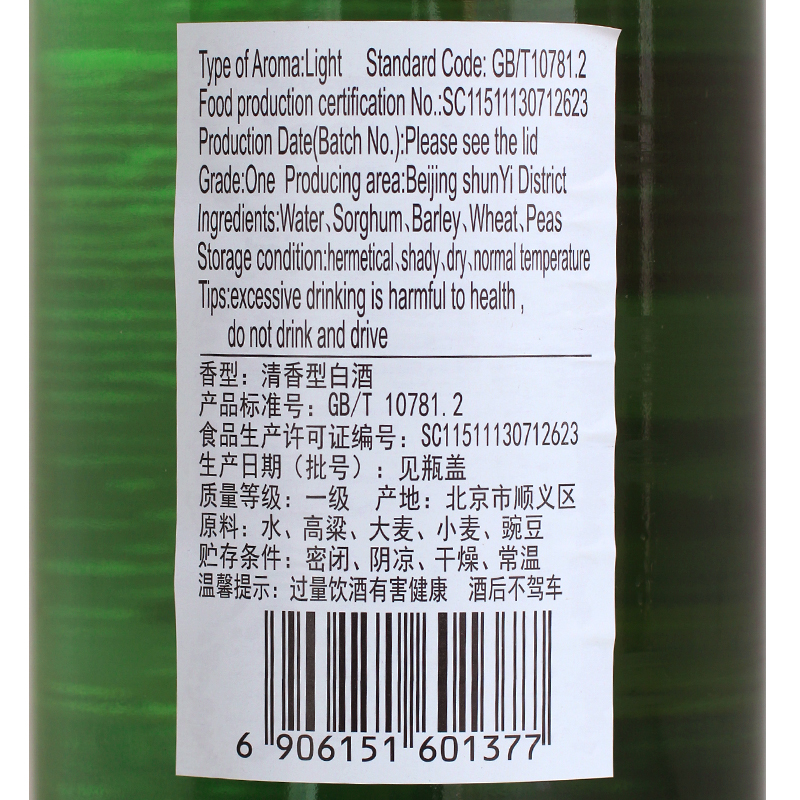 Type of Aroma:Light Standard Code: GB/T10781.2
Food production certification No.:SC11511130712623
Production Date(Batch No.):Please see the lid
Grade:One Producing area:Beijing shunYi District
Ingredients:Water、Sorghum、Barley、Wheat、Peas
Storage condition:hermetical、shady、dry、normal temperature
Tips:excessive drinking is harmful to health ,
do not drink and drive
香型：清香型白酒
产品标准号：GB/T 10781.2
食品生产许可证编号：SC11511130712623
生产日期（批号）：见瓶盖
质量等级：一级 产地：北京市顺义区
原料：水、高粱、大麦、小麦、豌豆
贮存条件：密闭、阴凉、干燥、常温
温馨提示：过量饮酒有害健康 酒后不驾车
6 906151 601377